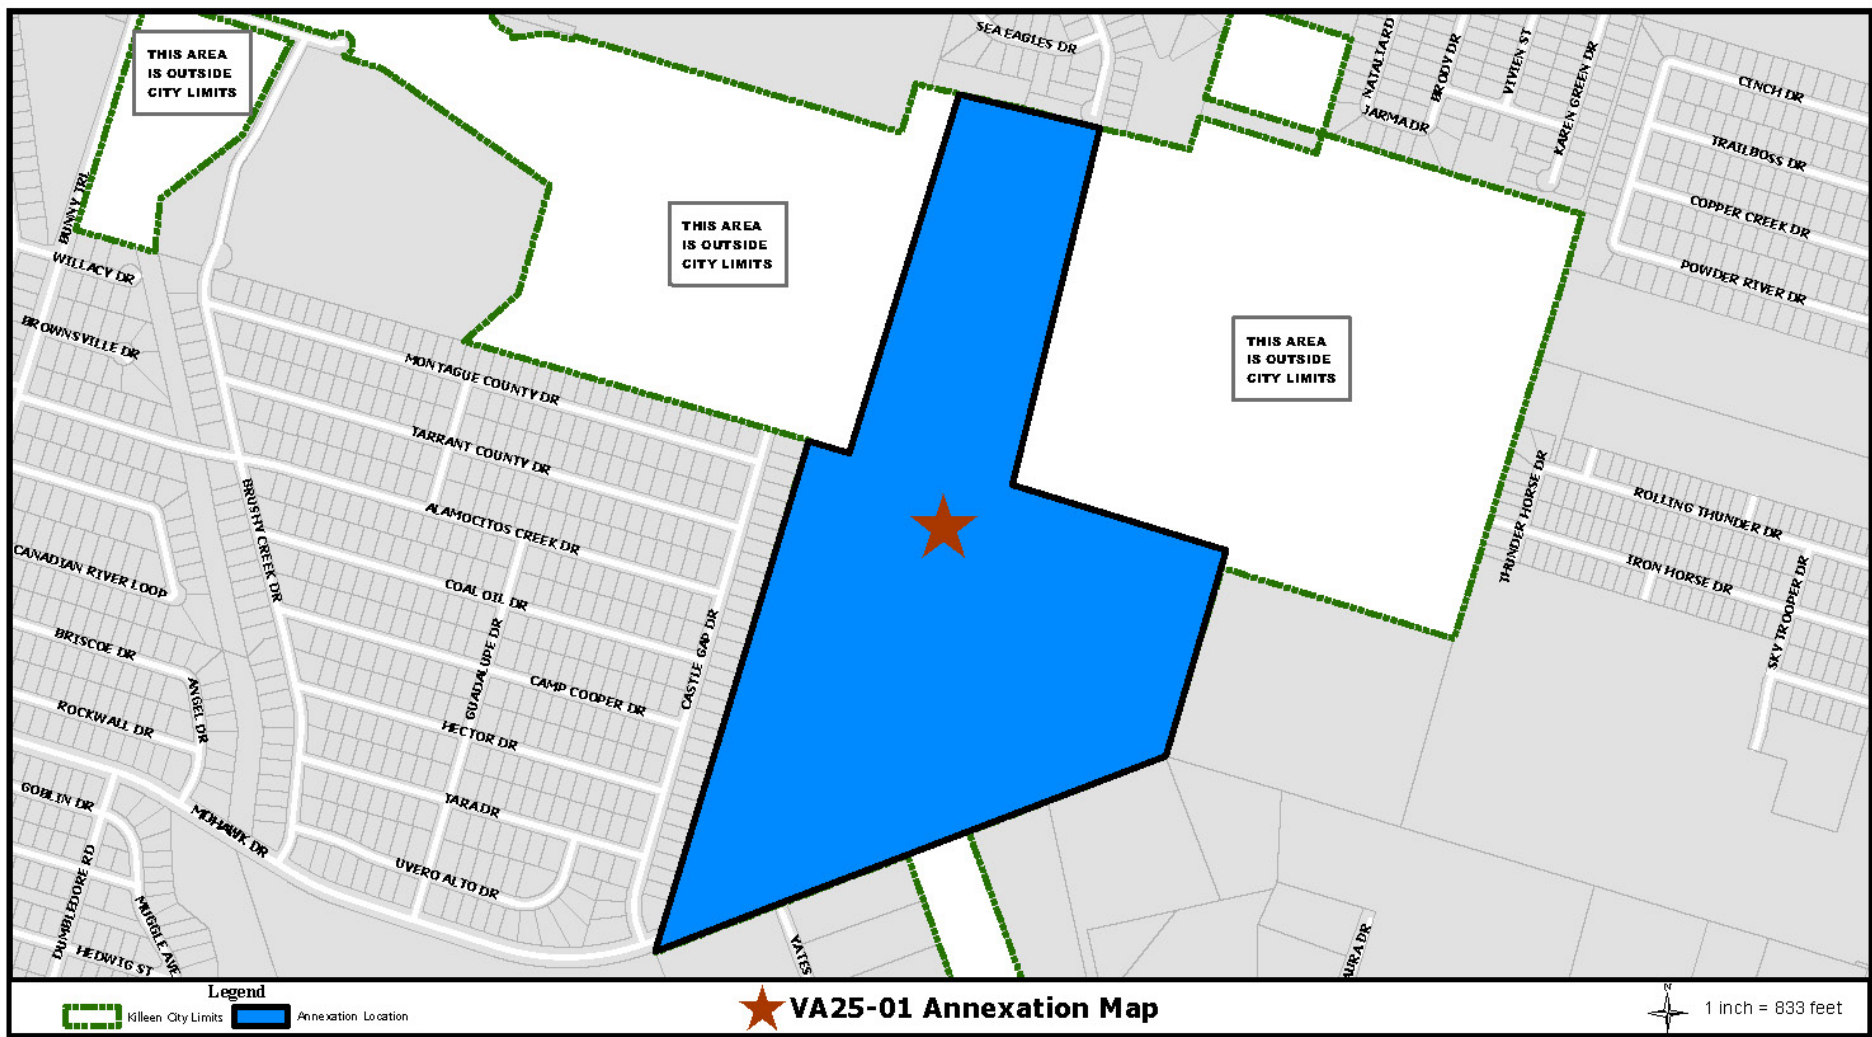 THIS AREA
IS OUTSIDE
CITY LIMITS
SEA EAGLES DR
NATALIA RD
BRODY DR
VIVIEN ST
KAREN GREEN DR
JARMA DR
CINCH DR
TRAILBOSS DR
COPPER CREEK DR
POWDER RIVER DR
BUNNY TRL
WILLACY DR
BROWNSVILLE DR
THIS AREA
IS OUTSIDE
CITY LIMITS
THIS AREA
IS OUTSIDE
CITY LIMITS
MONTAGUE COUNTY DR
TARRANT COUNTY DR
ALAMOCITOS CREEK DR
BRUSHY CREEK DR
COAL OIL DR
CANADIAN RIVER LOOP
GUADALUPE DR
CASTLE GAP DR
CAMP COOPER DR
BRISCOE DR
ANGEL DR
ROCKWALL DR
HECTOR DR
TARA DR
UVERO ALTO DR
GOBLIN DR
MOHAWK DR
DUMBLEDORE RD
MUGGLE AVE
HEDWIG ST
THUNDER HORSE DR
ROLLING THUNDER DR
IRON HORSE DR
SKY TROOPER DR
YATES
AURA DR
Legend
Killeen City Limits
Annexation Location
VA25-01 Annexation Map
N
1 inch = 833 feet